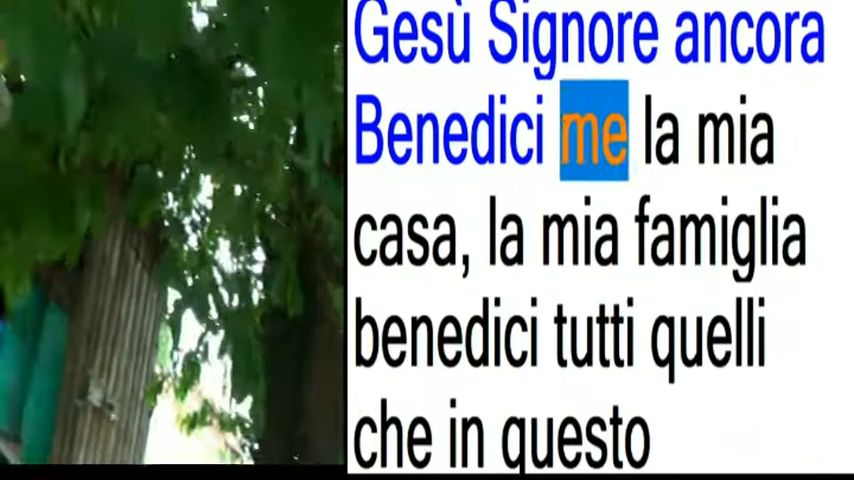 Gesù Signore ancora
Benedici me la mia
casa, la mia famiglia
benedici tutti quelli
che in questo